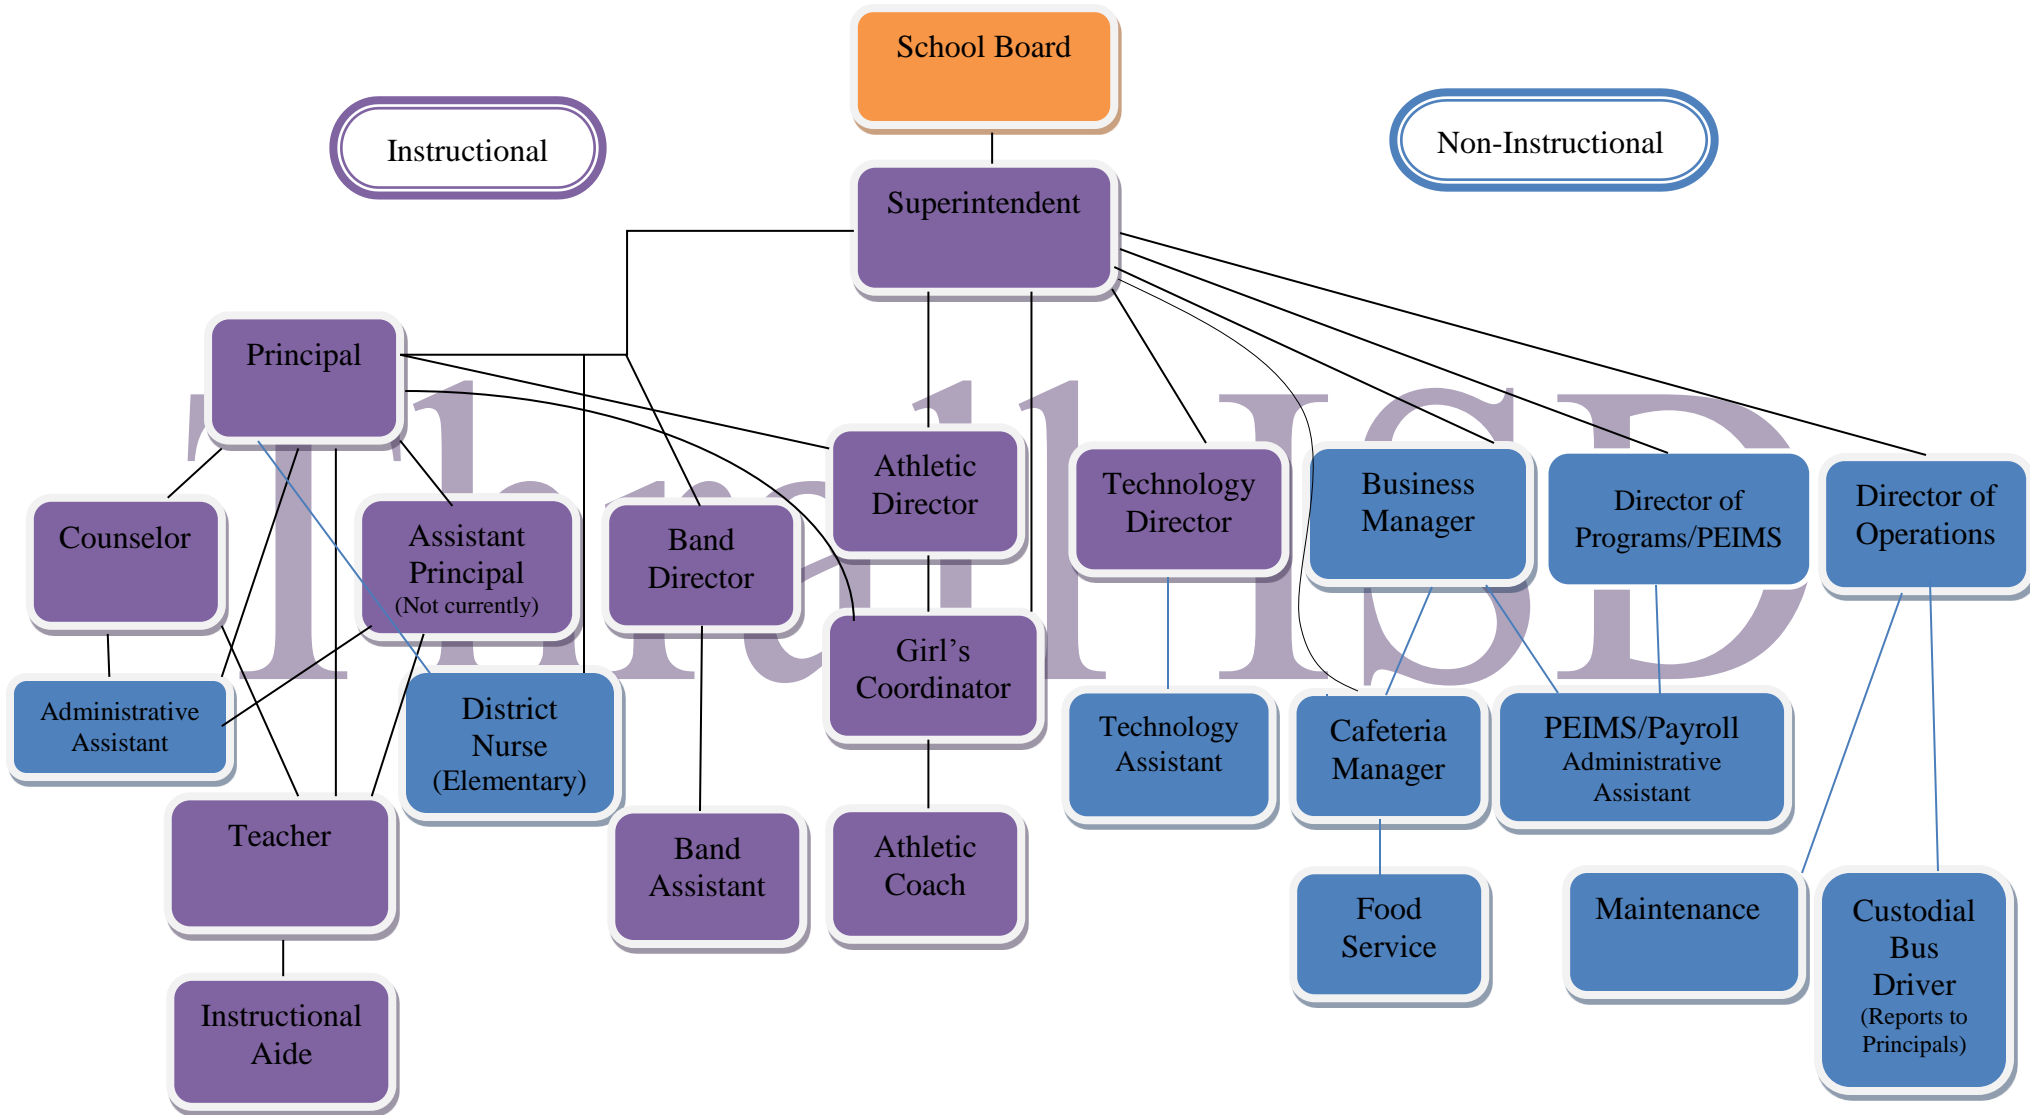 School Board
Instructional
Non-Instructional
Superintendent
Principal
Thrall ISD
Counselor
Assistant
Principal
(Not currently)
Band
Director
Athletic
Director
Technology
Director
Business
Manager
Director of
Programs/PEIMS
Director of
Operations
Administrative
Assistant
District
Nurse
(Elementary)
Girl’s
Coordinator
Technology
Assistant
Cafeteria
Manager
PEIMS/Payroll
Administrative
Assistant
Teacher
Band
Assistant
Athletic
Coach
Food
Service
Maintenance
Custodial
Bus
Driver
(Reports to
Principals)
Instructional
Aide